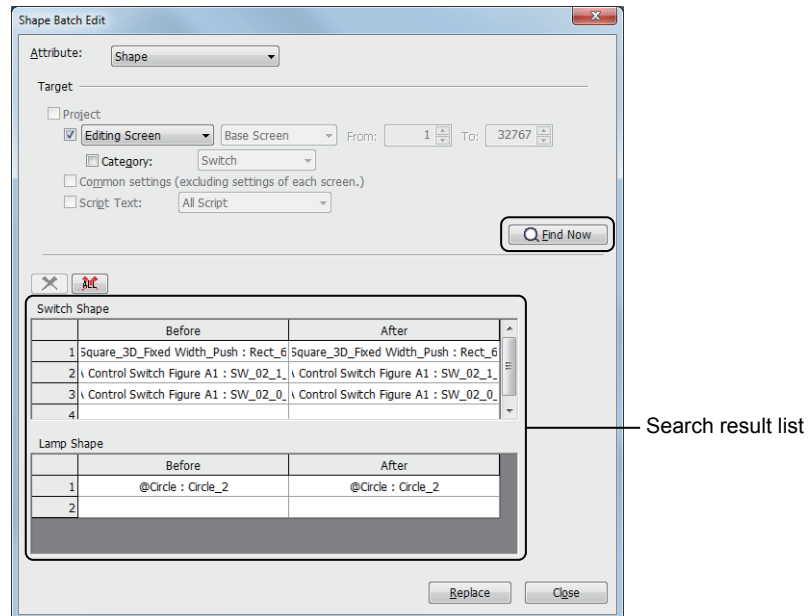 Shape Batch Edit
Attribute: Shape
Target
Project
Editing Screen Base Screen From: 1 To: 32767
Category: Switch
Common settings (excluding settings of each screen.)
Script Text: All Script
Find Now
ALL
Switch Shape
Before After
1 Square_3D_Fixed Width_Push : Rect_6 Square_3D_Fixed Width_Push : Rect_6
2 Control Switch Figure A1 : SW_02_1_ Control Switch Figure A1 : SW_02_1_
3 Control Switch Figure A1 : SW_02_0_ Control Switch Figure A1 : SW_02_0_
4
Search result list
Lamp Shape
Before After
1 @Circle : Circle_2 @Circle : Circle_2
2
Replace Close